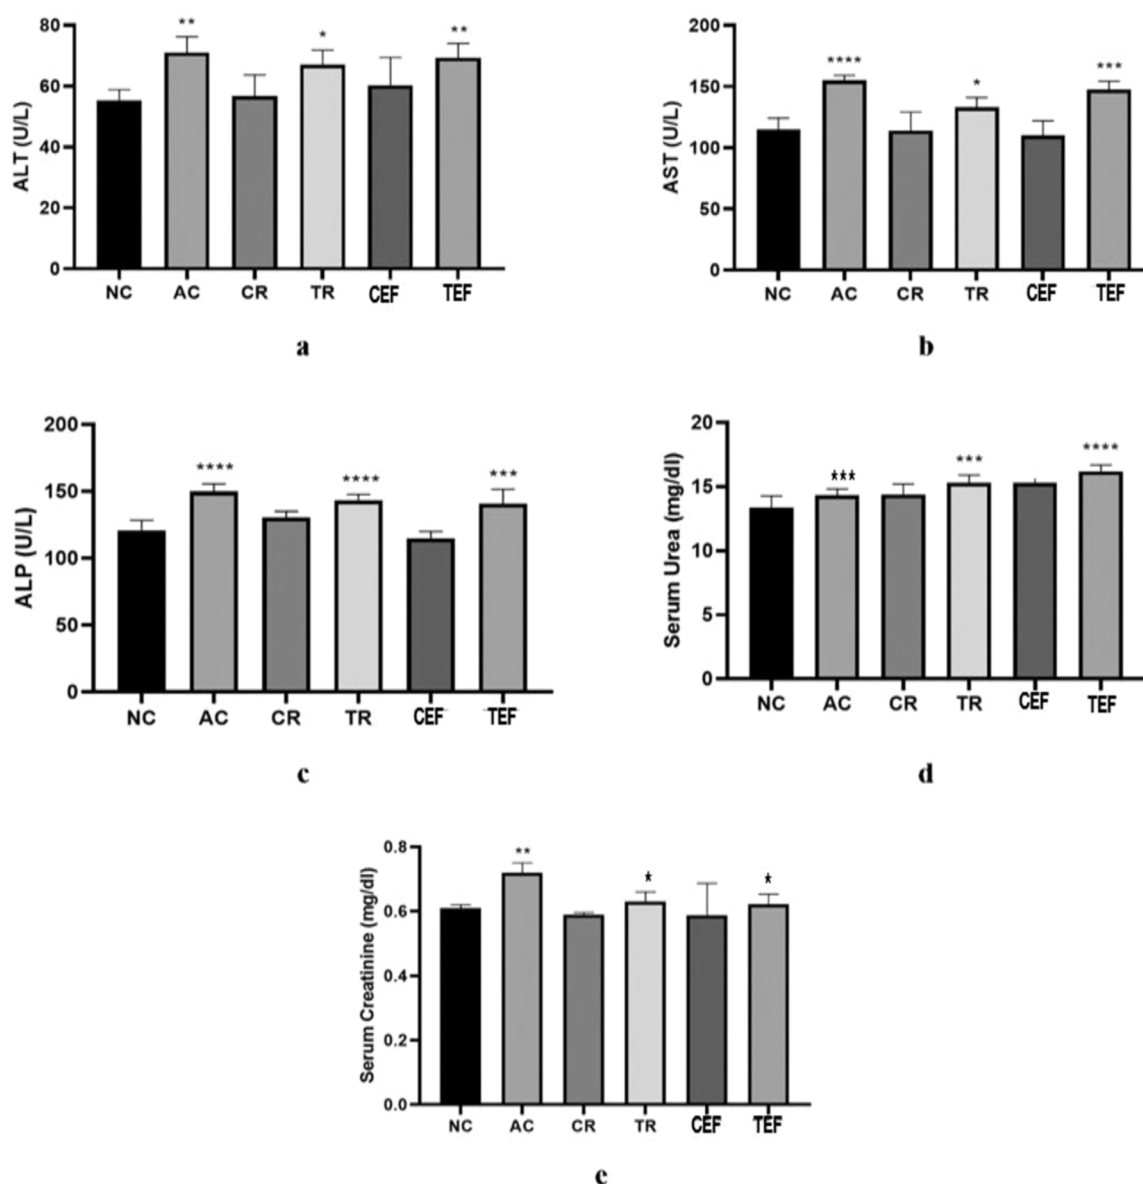 80
60
40
20
0
ALT (U/L)
** * **
NC AC CR TR CEF TEF
a
200
150
100
50
0
AST (U/L)
**** * ***
NC AC CR TR CEF TEF
b
200
150
100
50
0
ALP (U/L)
**** **** ***
NC AC CR TR CEF TEF
c
20
15
10
5
0
Serum Urea (mg/dl)
*** *** ****
NC AC CR TR CEF TEF
d
0.8
0.6
0.4
0.2
0.0
Serum Creatinine (mg/dl)
** * *
NC AC CR TR CEF TEF
e